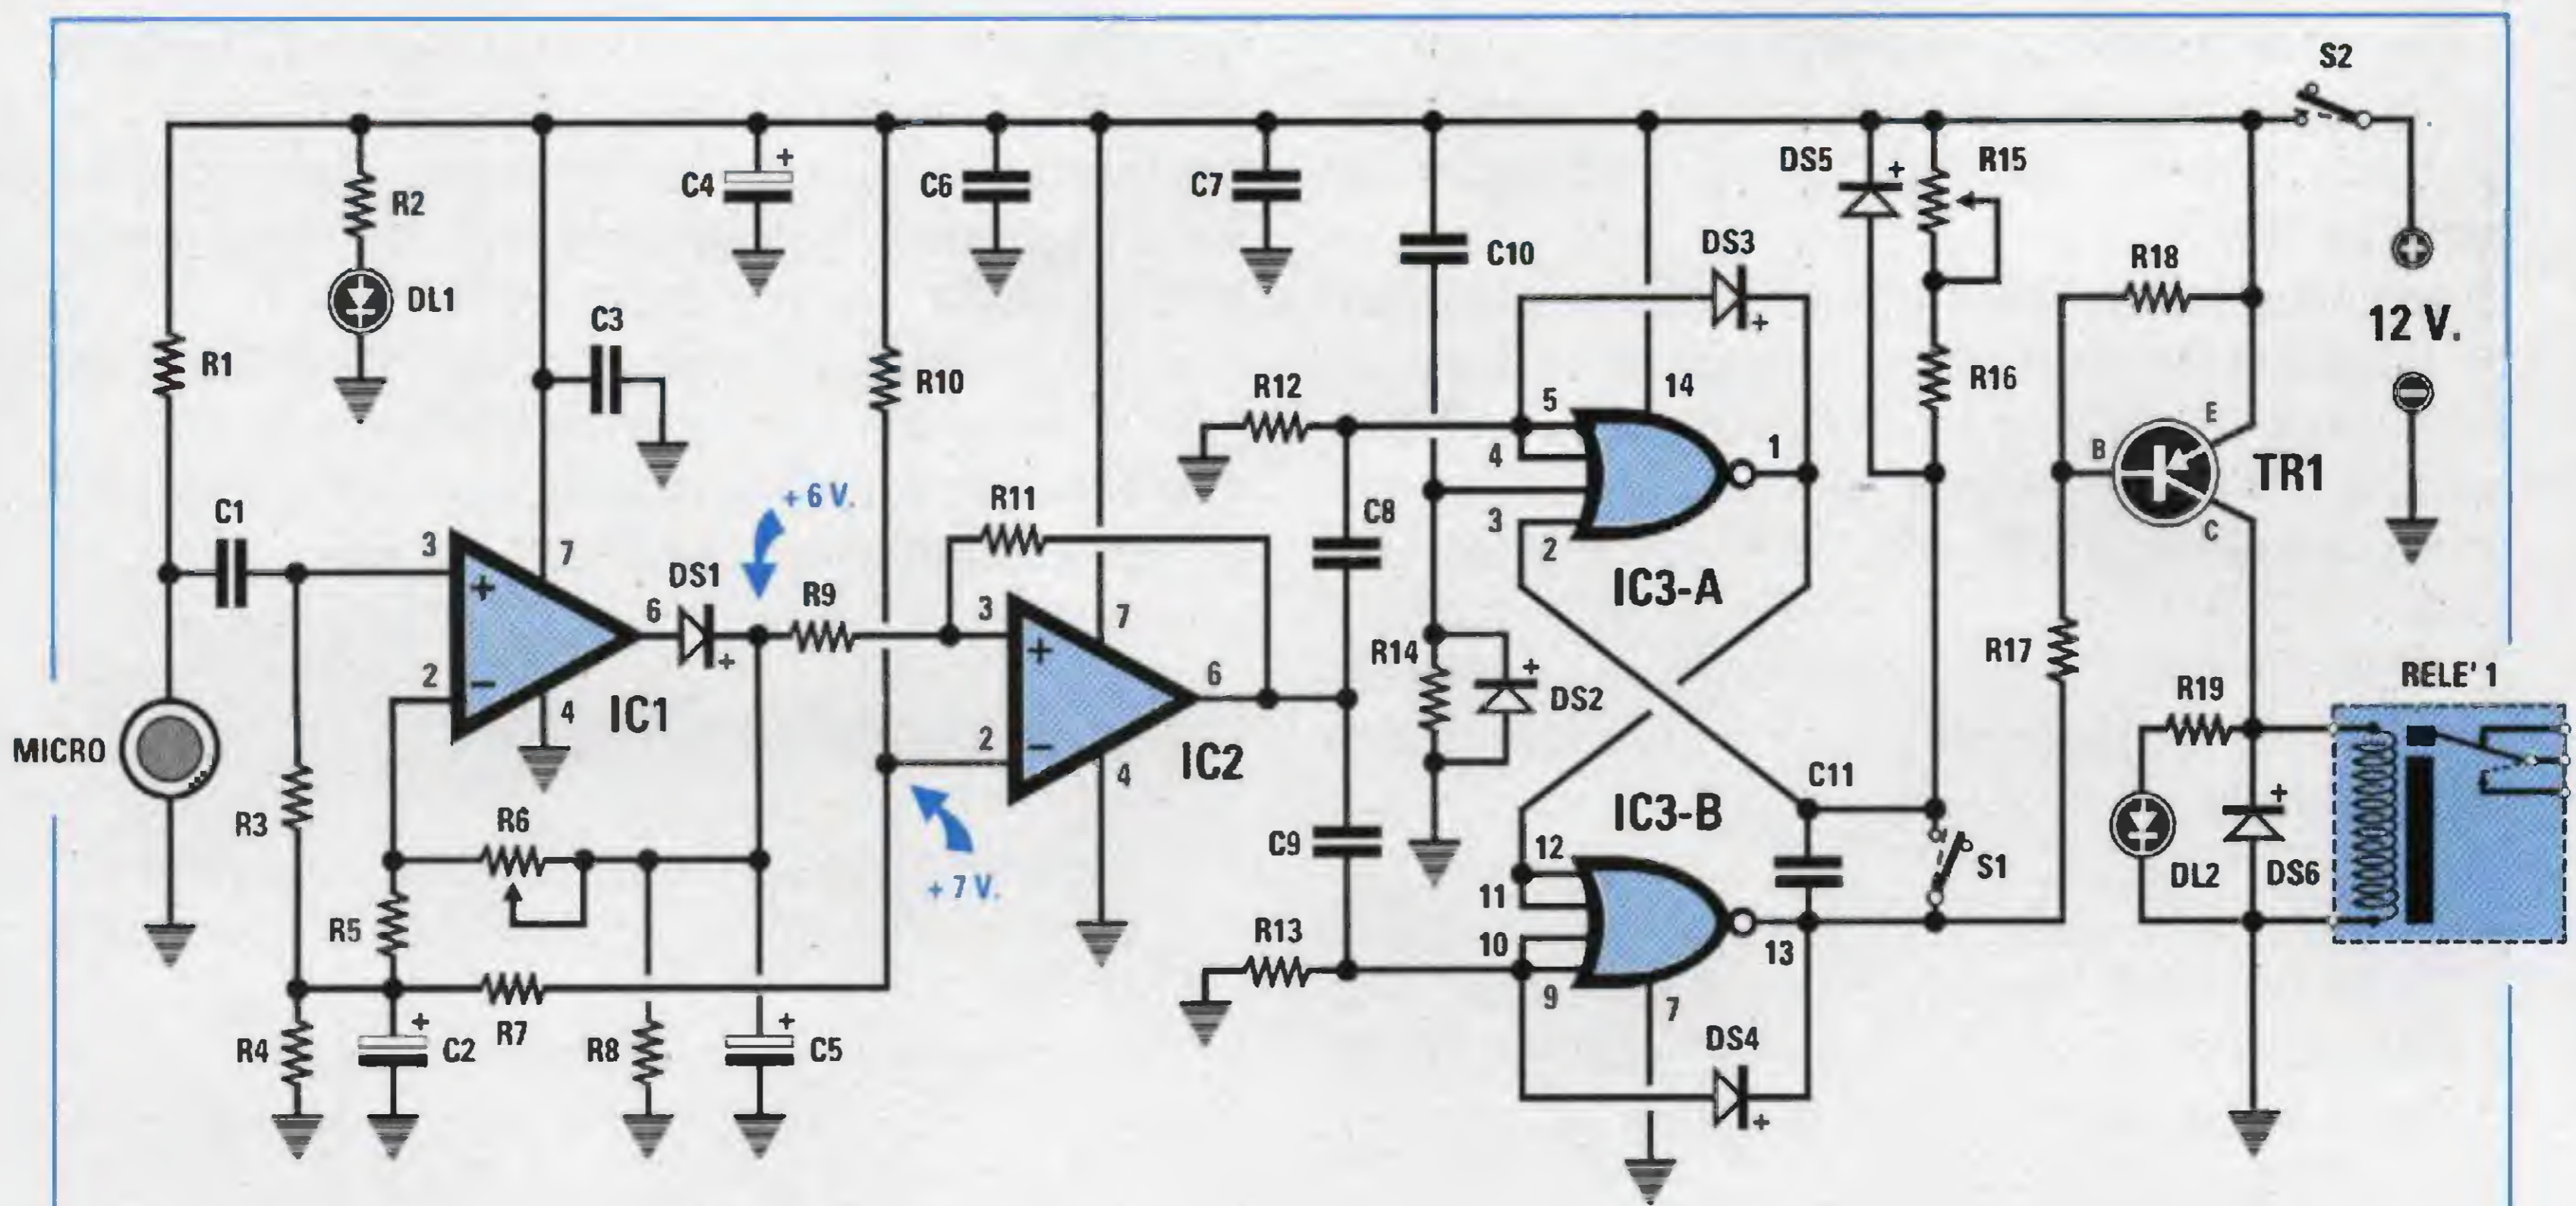 S2
DS5
+
R15
+
C4
C6
C7
R2
C10
DS3
R18
DL1
12 V.
C3
+
R1
R10
R12
14
R16
5
E
4
1
B
TR1
+ 6 V.
R11
C8
C1
3
C
3
7
2
DS1
IC3-A
6
R9
3
7
+
+
R14
R17
+
2
+
6
+
DS2
RELE' 1
−
4
IC1
R19
MICRO
2
−
4
IC2
C11
+
R3
R6
C9
IC3-B
12
S1
DL2
DS6
+ 7 V.
11
R5
R13
10
13
9
7
+
+
R4
C2
R7
R8
C5
DS4
+